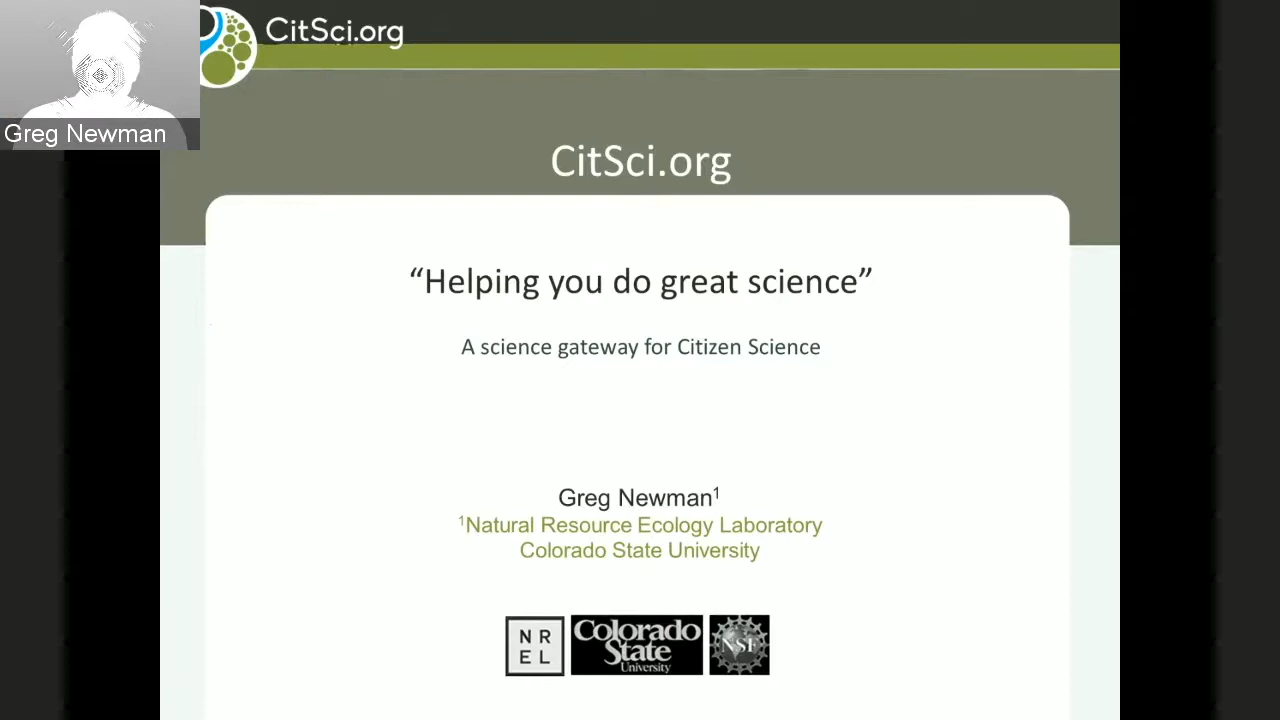 CitSci.org
Greg Newman
CitSci.org
“Helping you do great science”
A science gateway for Citizen Science
Greg Newman¹
¹Natural Resource Ecology Laboratory
Colorado State University
N R
E L
Colorado
State
University
NSF